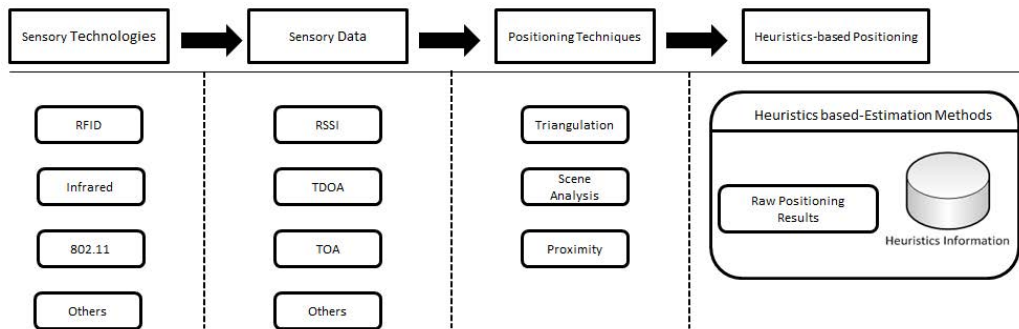 Sensory Technologies
Sensory Data
Positioning Techniques
Heuristics-based Positioning
RFID
Infrared
802.11
Others
RSSI
TDOA
TOA
Others
Triangulation
Scene
Analysis
Proximity
Heuristics based-Estimation Methods
Raw Positioning
Results
Heuristics Information